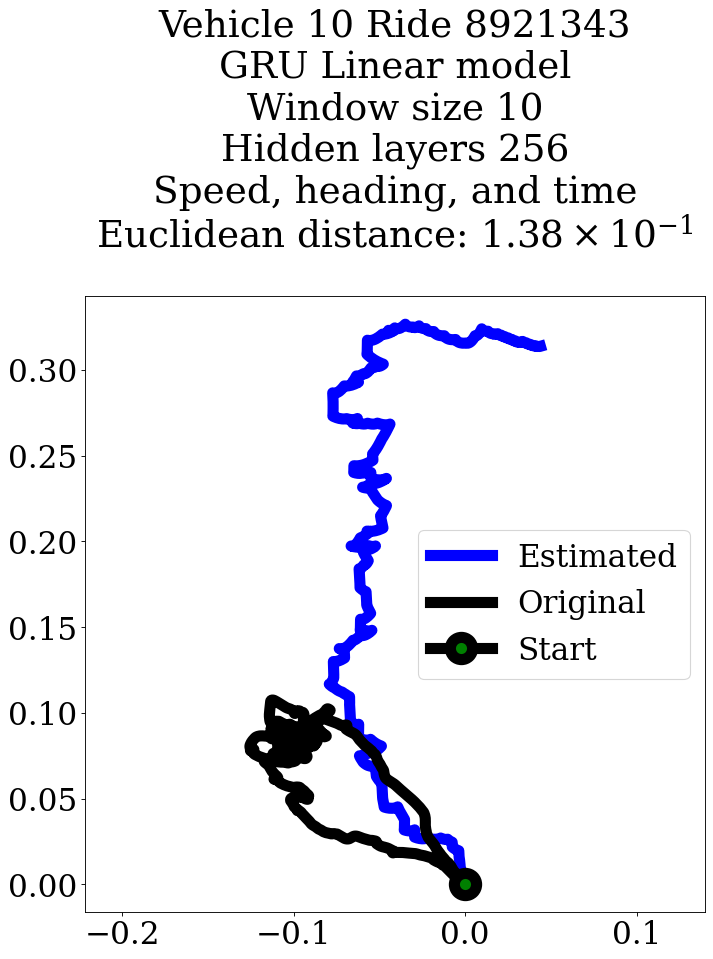 Vehicle 10 Ride 8921343
GRU Linear model
Window size 10
Hidden layers 256
Speed, heading, and time
Euclidean distance: 1.38 × 10⁻¹
0.30
0.25
0.20
0.15
0.10
0.05
0.00
Estimated
Original
Start
−0.2
−0.1
0.0
0.1